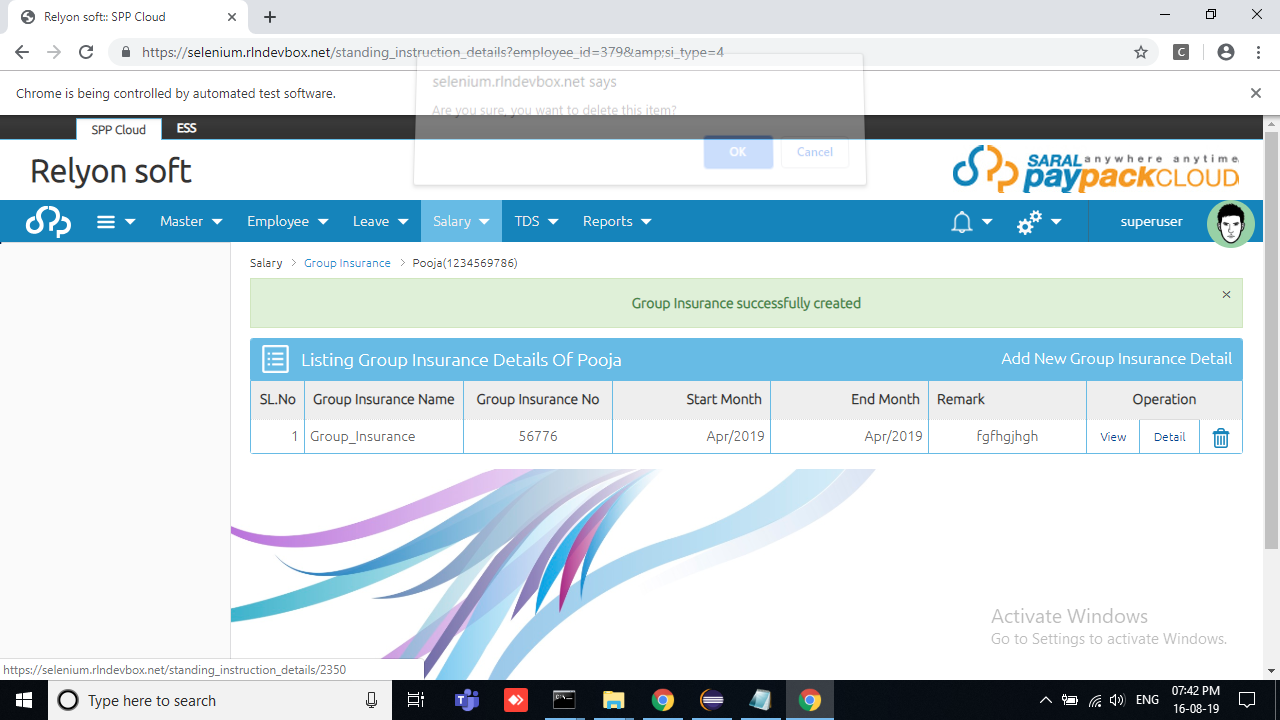 Relyon soft:: SPP Cloud
https://selenium.rlndevbox.net/standing_instruction_details?employee_id=379&amp;si_type=4
C
selenium.rlndevbox.net says
Chrome is being controlled by automated test software.
Are you sure, you want to delete this item?
SPP Cloud ESS
OK Cancel
Relyon soft
SARAL anywhere anytime
paypackCLOUD
Master Employee Leave Salary TDS Reports superuser
Salary > Group Insurance > Pooja(1234569786)
Group Insurance successfully created
Listing Group Insurance Details Of Pooja Add New Group Insurance Detail
SL.No Group Insurance Name Group Insurance No Start Month End Month Remark Operation
1 Group_Insurance 56776 Apr/2019 Apr/2019 fgfhgjhgh View Detail
Activate Windows
Go to Settings to activate Windows.
https://selenium.rlndevbox.net/standing_instruction_details/2350
Type here to search
ENG
07:42 PM
16-08-19